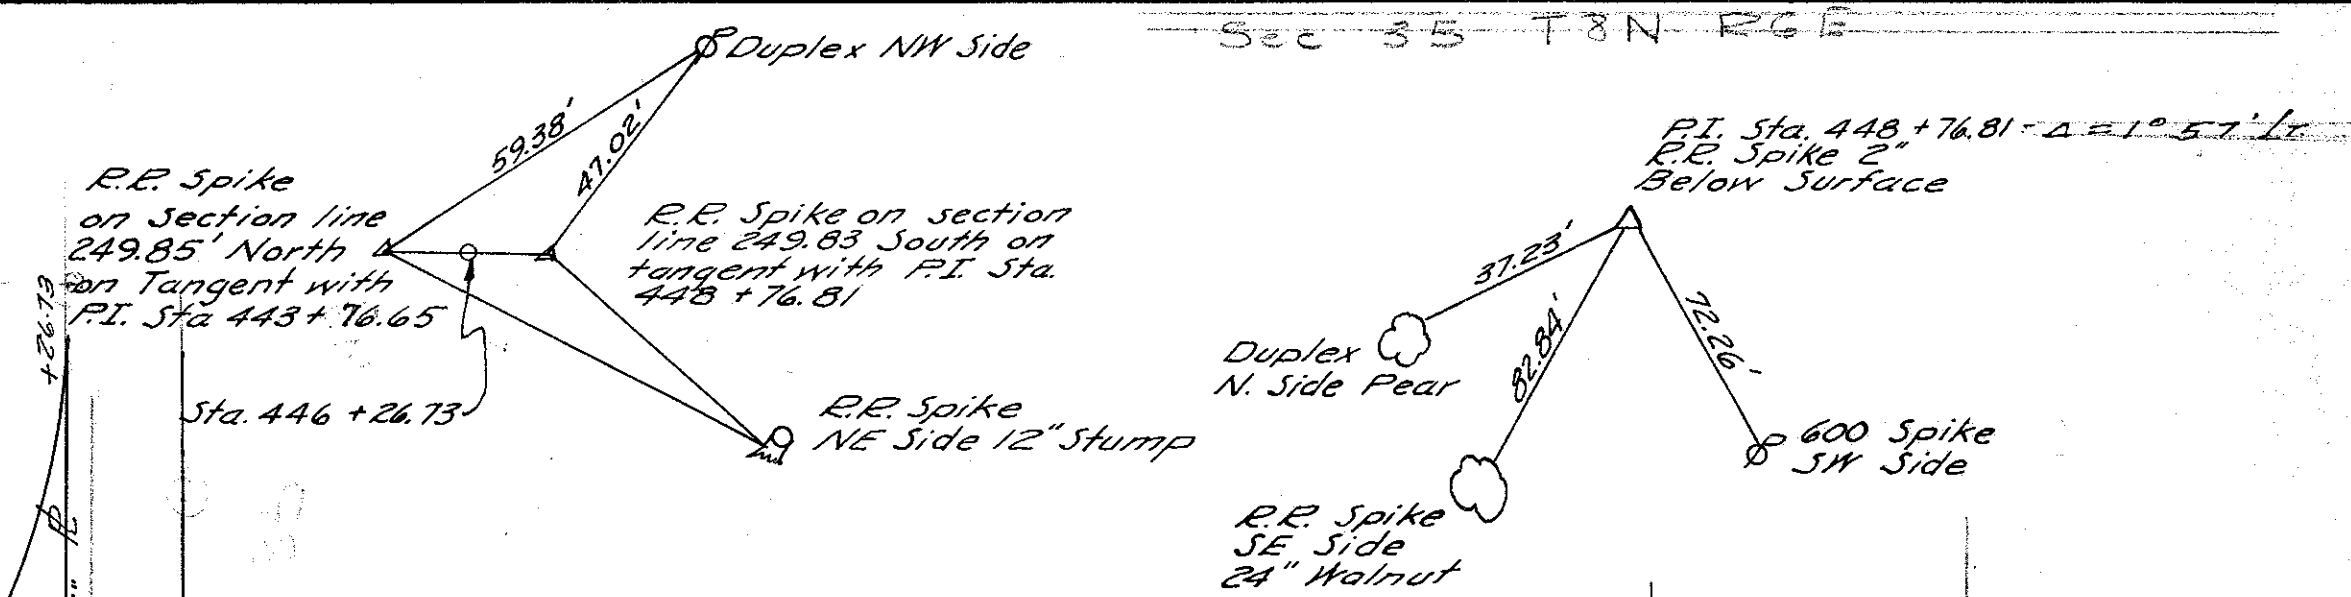 Sec 35 T8N R6E
Duplex NW Side
59.38'
47.02'
R.R. Spike
on Section line
249.85' North
on Tangent with
P.I. Sta 443+76.65
R.R. Spike on section
line 249.83 South on
tangent with P.I. Sta.
448+76.81
Sta. 446+26.73
R.R. Spike
NE Side 12" Stump
P.I. Sta. 448+76.81 - Δ = 1° 57'
R.R. Spike 2"
Below Surface
37.23'
82.84'
72.26'
Duplex
N. Side Pear
R.R. Spike
SE Side
24" Walnut
600 Spike
SW Side